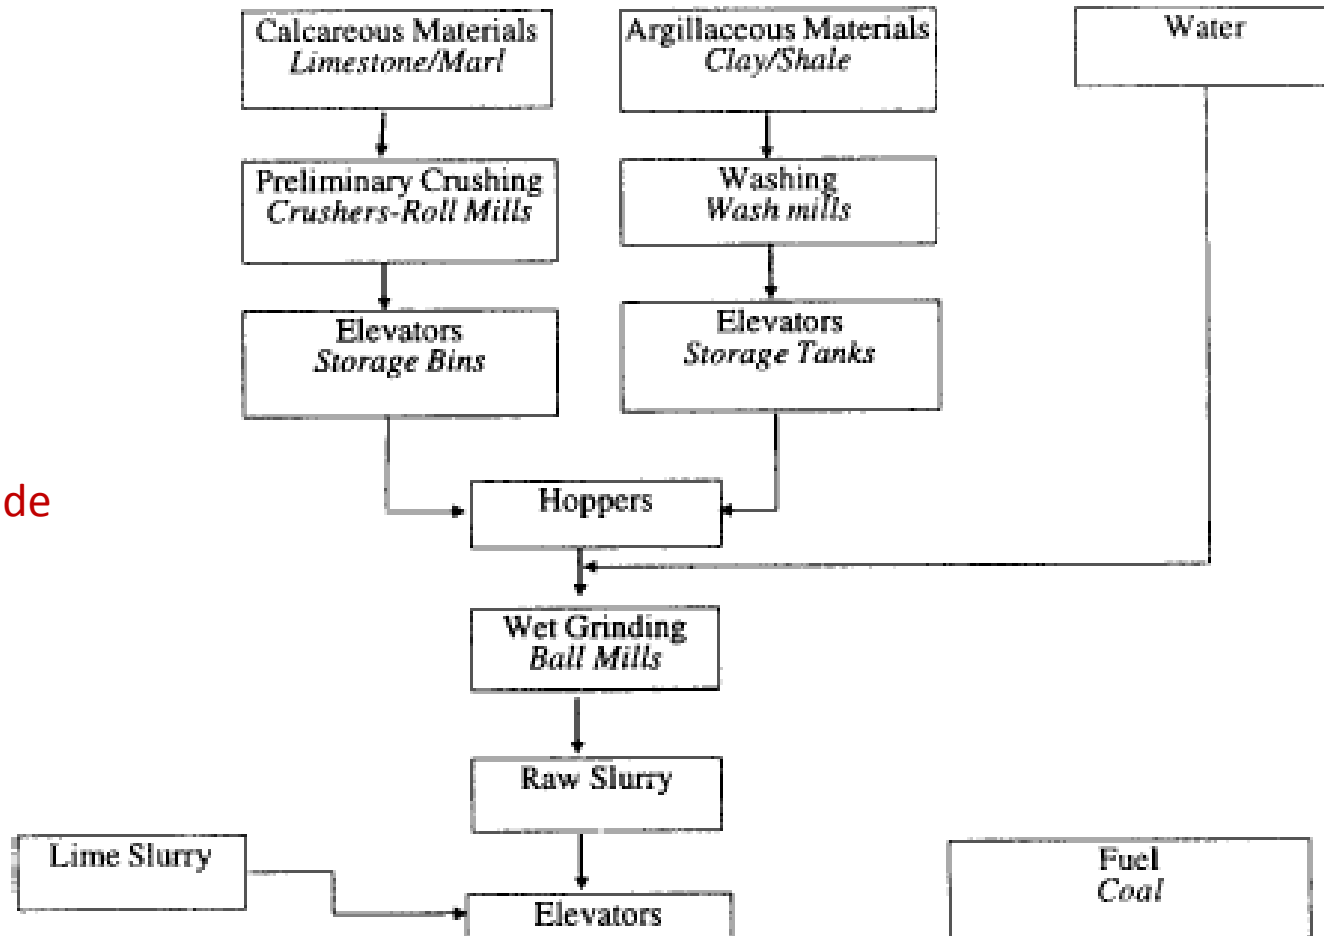 Calcareous Materials
Limestone/Marl
Argillaceous Materials
Clay/Shale
Water
Preliminary Crushing
Crushers-Roll Mills
Washing
Wash mills
Elevators
Storage Bins
Elevators
Storage Tanks
de
Hoppers
Wet Grinding
Ball Mills
Raw Slurry
Lime Slurry
Fuel
Coal
Elevators